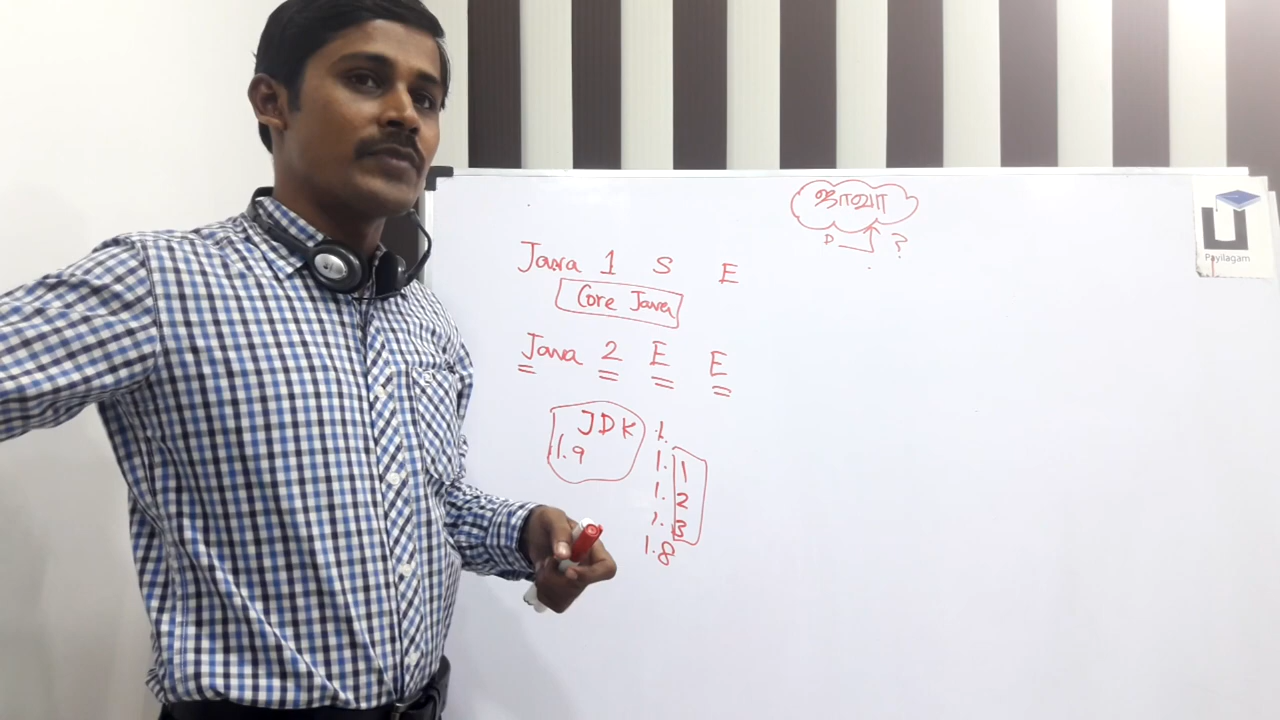 ஜாவா
D ?
Java 1 S E
Core Java
Java 2 E E
JDK
1.9
1.
1.1
1.2
1.3
1.8
Payilagam